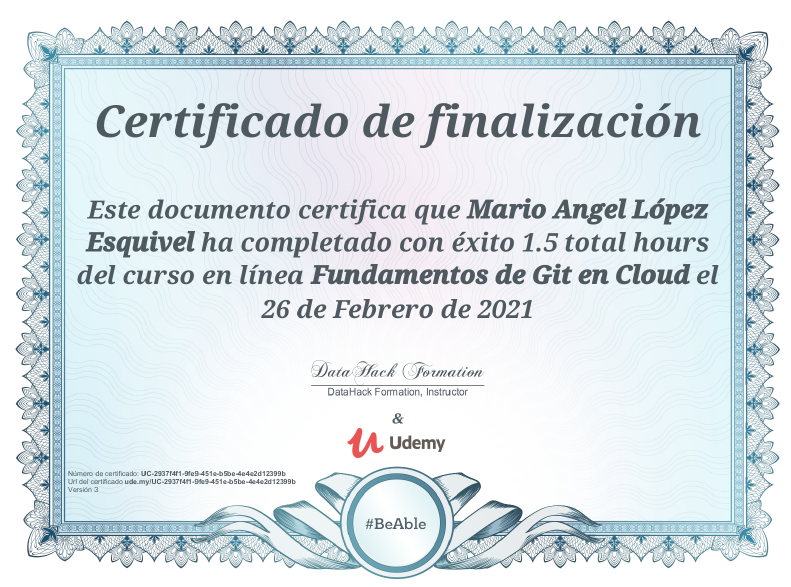 Certificado de finalización
Este documento certifica que Mario Angel López
Esquivel ha completado con éxito 1.5 total hours
del curso en línea Fundamentos de Git en Cloud el
26 de Febrero de 2021
DataHack Formation
DataHack Formation, Instructor
&
Udemy
Número de certificado: UC-2937f4f1-9fe9-451e-b5be-4e4e2d12399b
Url del certificado ude.my/UC-2937f4f1-9fe9-451e-b5be-4e4e2d12399b
Versión 3
#BeAble